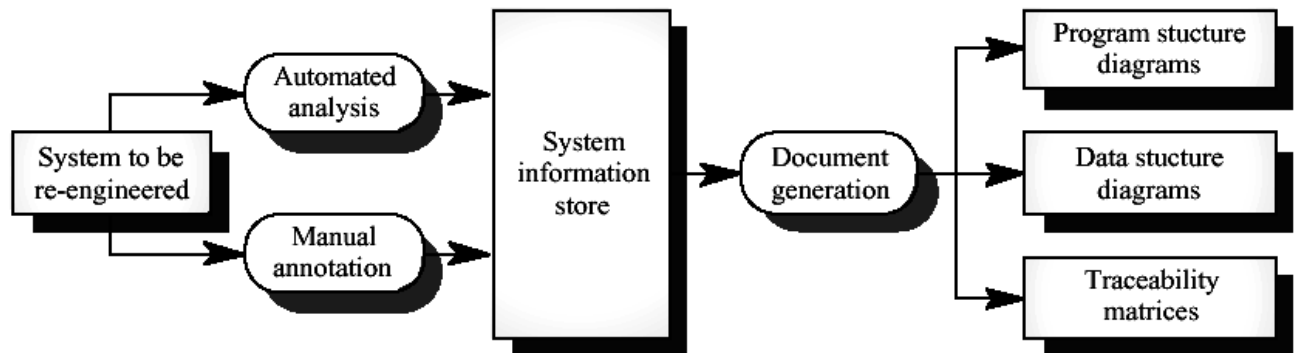 System to be
re-engineered
Automated
analysis
Manual
annotation
System
information
store
Document
generation
Program stucture
diagrams
Data stucture
diagrams
Traceability
matrices